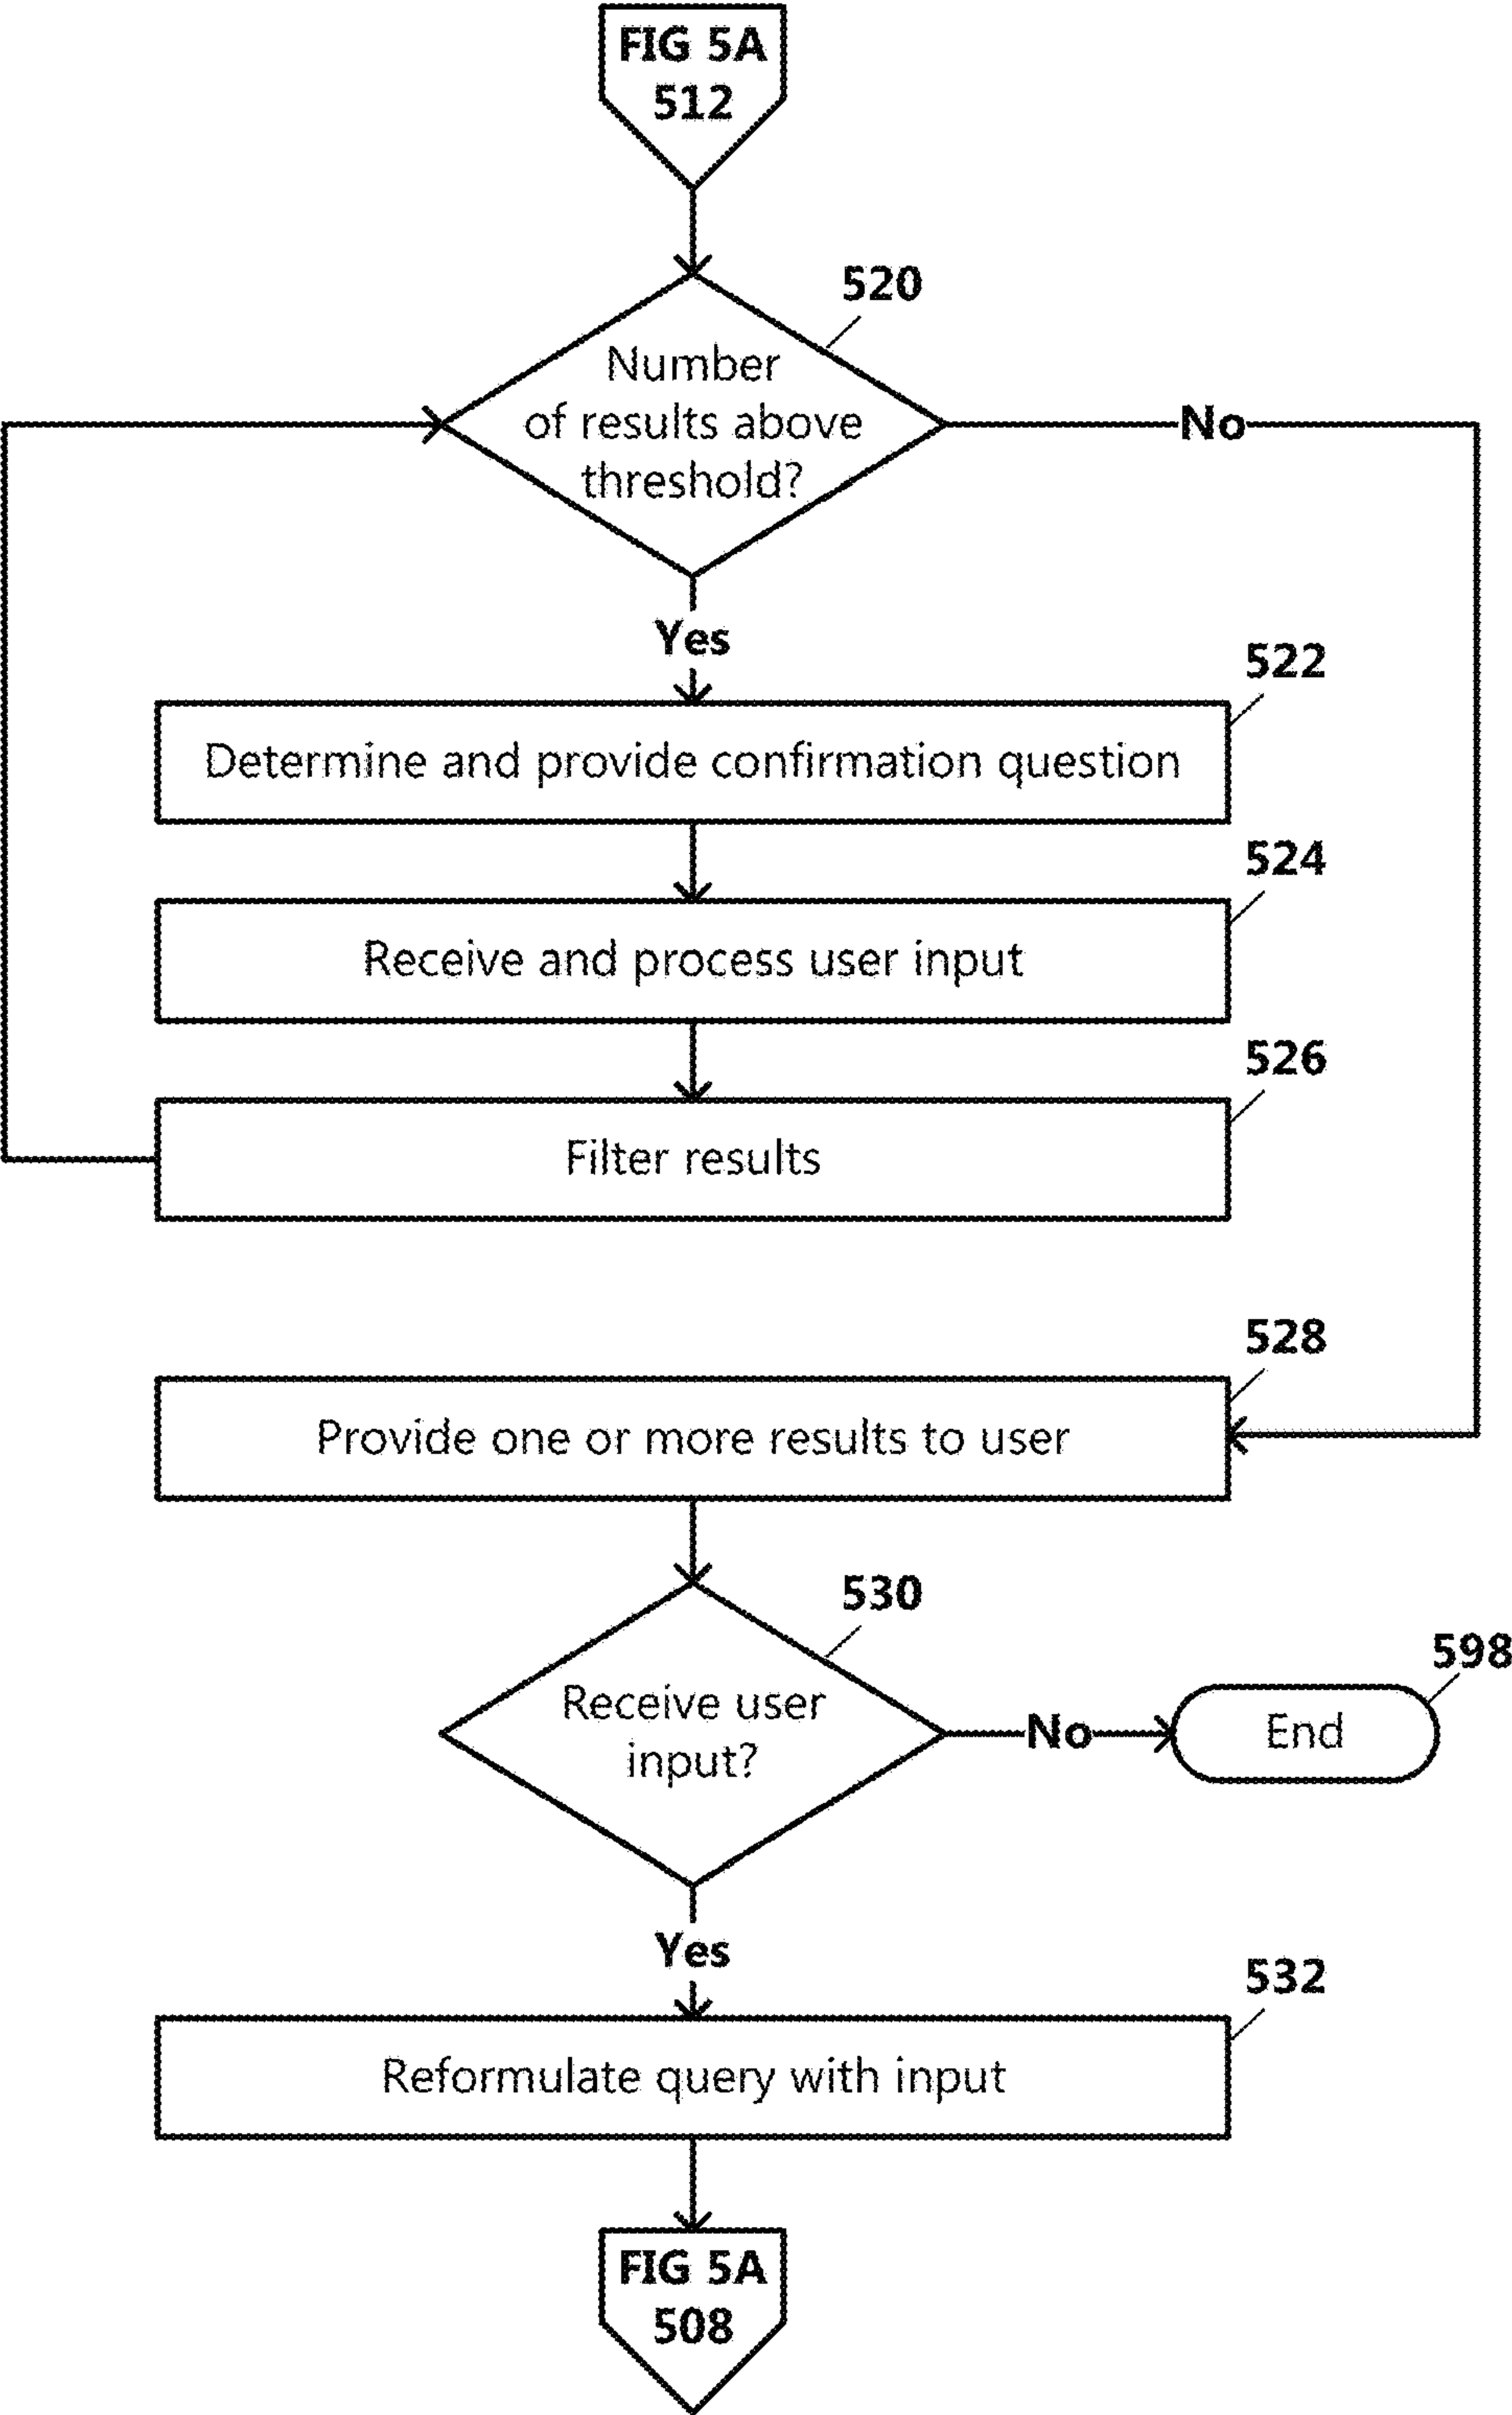 FIG 5A
512
520
Number
of results above
threshold?
No
Yes
522
Determine and provide confirmation question
524
Receive and process user input
526
Filter results
528
Provide one or more results to user
530
Receive user
input?
No
598
End
Yes
532
Reformulate query with input
FIG 5A
508